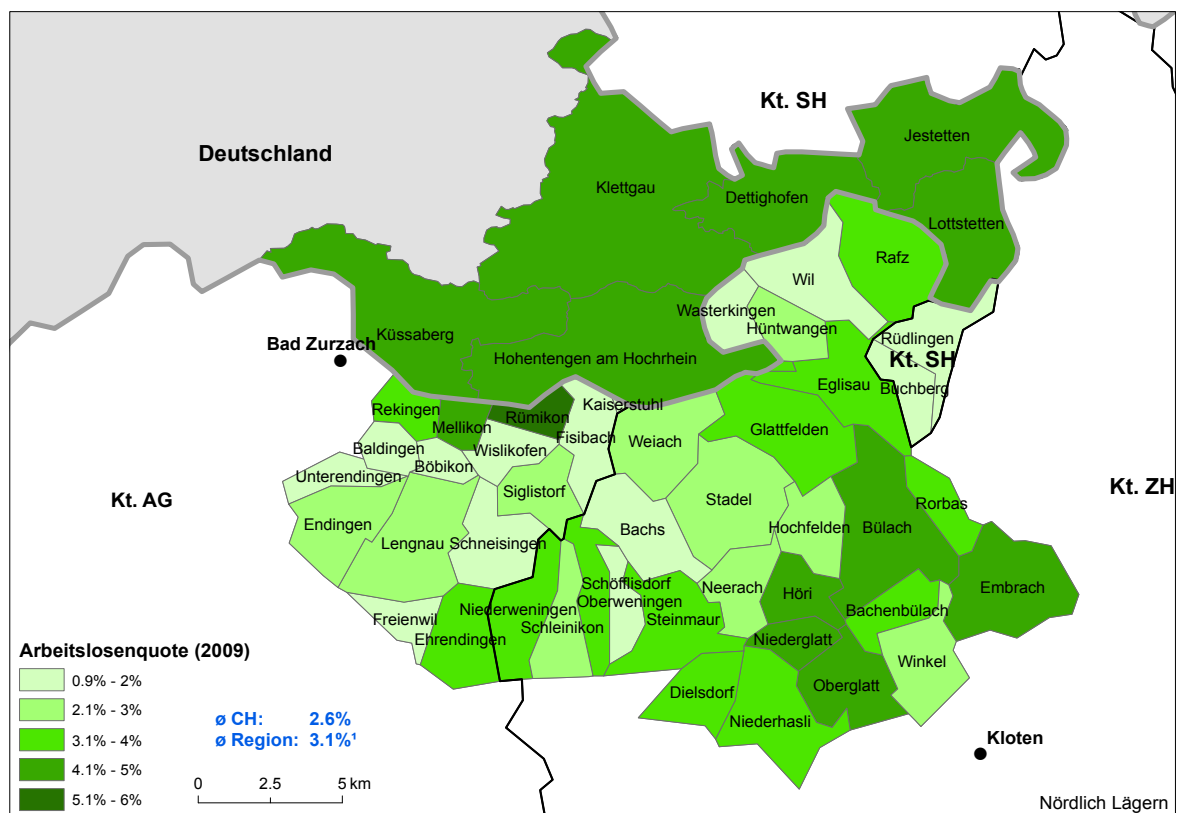 Kt. SH
Jestetten
Deutschland
Klettgau
Dettighofen
Lottstetten
Rafz
Wil
Wasterkingen
Hüntwangen
Küssaberg
Rüdlingen
Bad Zurzach
Hohentengen am Hochrhein
Kt. SH
Eglisau
Buchberg
Rekingen
Kaiserstuhl
Rümikon
Mellikon
Glattfelden
Fisibach
Weiach
Baldingen
Wislikofen
Böbikon
Unterendingen
Siglistorf
Kt. ZH
Kt. AG
Stadel
Rorbas
Endingen
Bachs
Hochfelden
Bülach
Lengnau
Schneisingen
Schöfflisdorf
Neerach
Höri
Embrach
Oberweningen
Niederweningen
Bachenbülach
Freienwil
Steinmaur
Schleinikon
Ehrendingen
Niederglatt
Winkel
Oberglatt
Dielsdorf
Niederhasli
Kloten
Arbeitslosenquote (2009)
0.9% - 2%
2.1% - 3%
3.1% - 4%
4.1% - 5%
5.1% - 6%
ø CH: 2.6%
ø Region: 3.1%¹
0 2.5 5 km
Nördlich Lägern